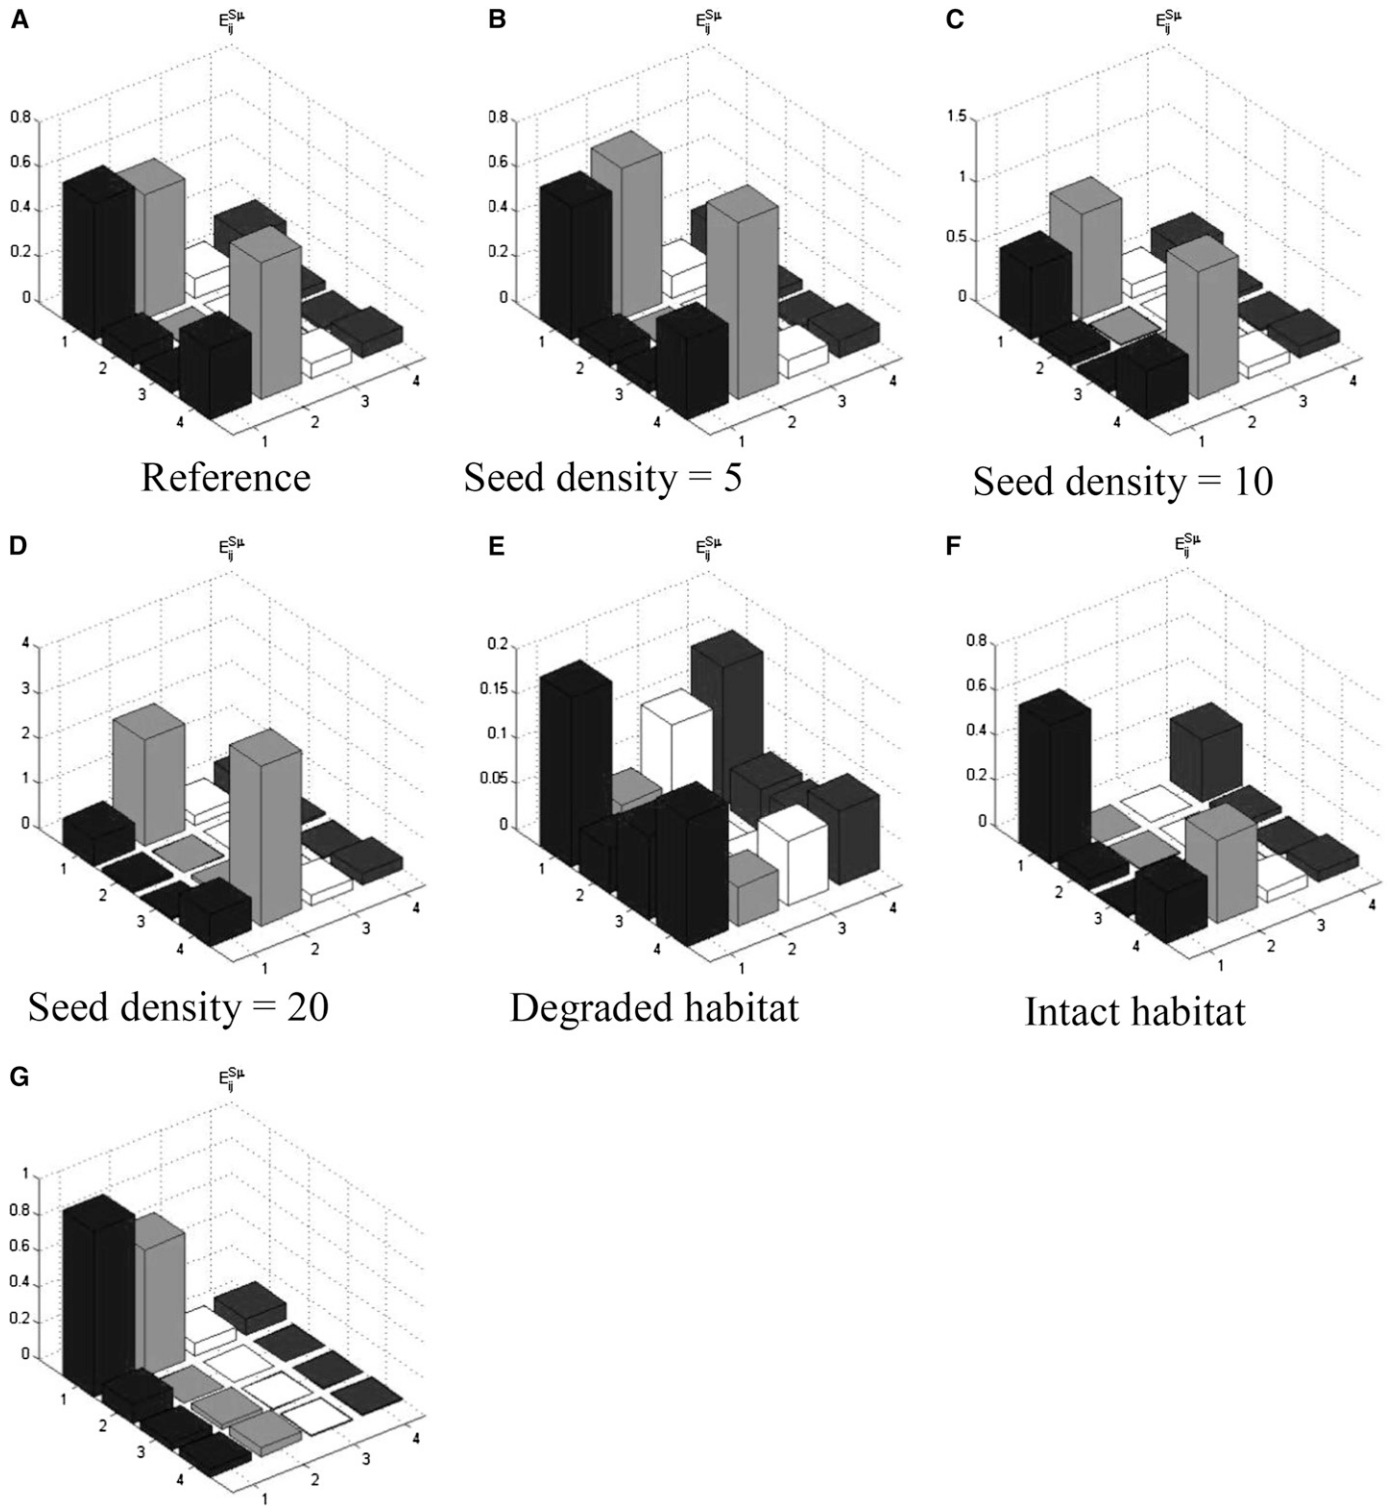 A B C
E_ij^Sμ E_ij^Sμ E_ij^Sμ
0.8 0.8 1.5
0.6 0.6 1
0.4 0.4 0.5
0.2 0.2 0
0 0
1 2 3 4 1 2 3 4
1 2 3 4 1 2 3 4
1 2 3 4 1 2 3 4
Reference Seed density = 5 Seed density = 10
D E F
E_ij^Sμ E_ij^Sμ E_ij^Sμ
4 0.2 0.8
3 0.15 0.6
2 0.1 0.4
1 0.05 0.2
0 0 0
1 2 3 4 1 2 3 4
1 2 3 4 1 2 3 4
1 2 3 4 1 2 3 4
Seed density = 20 Degraded habitat Intact habitat
G
E_ij^Sμ
1
0.8
0.6
0.4
0.2
0
1 2 3 4 1 2 3 4